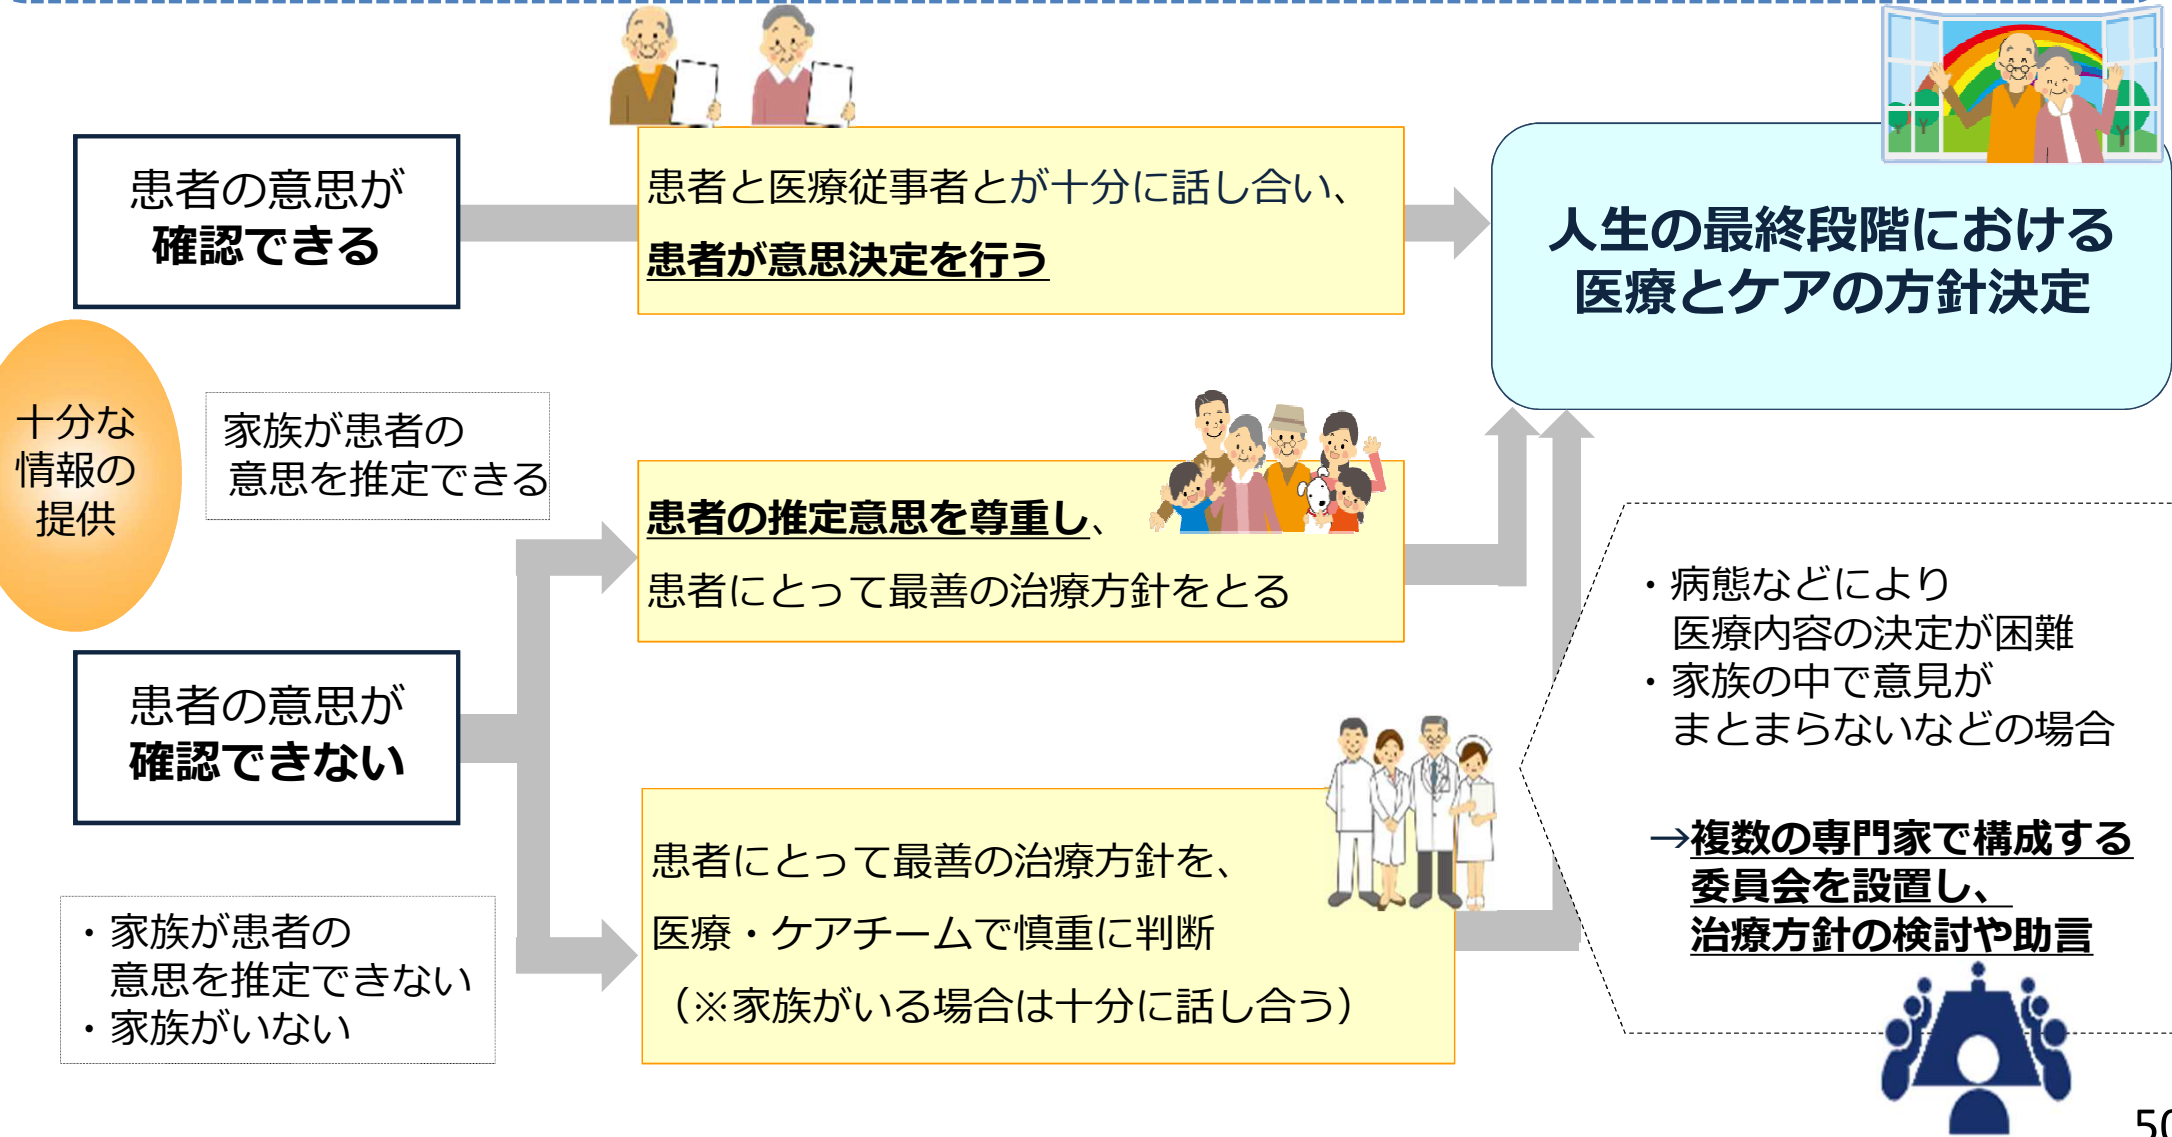 患者の意思が
確認できる
患者と医療従事者とが十分に話し合い、
患者が意思決定を行う
人生の最終段階における
医療とケアの方針決定
十分な
情報の
提供
家族が患者の
意思を推定できる
患者の推定意思を尊重し、
患者にとって最善の治療方針をとる
患者の意思が
確認できない
・家族が患者の
意思を推定できない
・家族がいない
患者にとって最善の治療方針を、
医療・ケアチームで慎重に判断
（※家族がいる場合は十分に話し合う）
・病態などにより
医療内容の決定が困難
・家族の中で意見が
まとまらないなどの場合
→複数の専門家で構成する
委員会を設置し、
治療方針の検討や助言
50